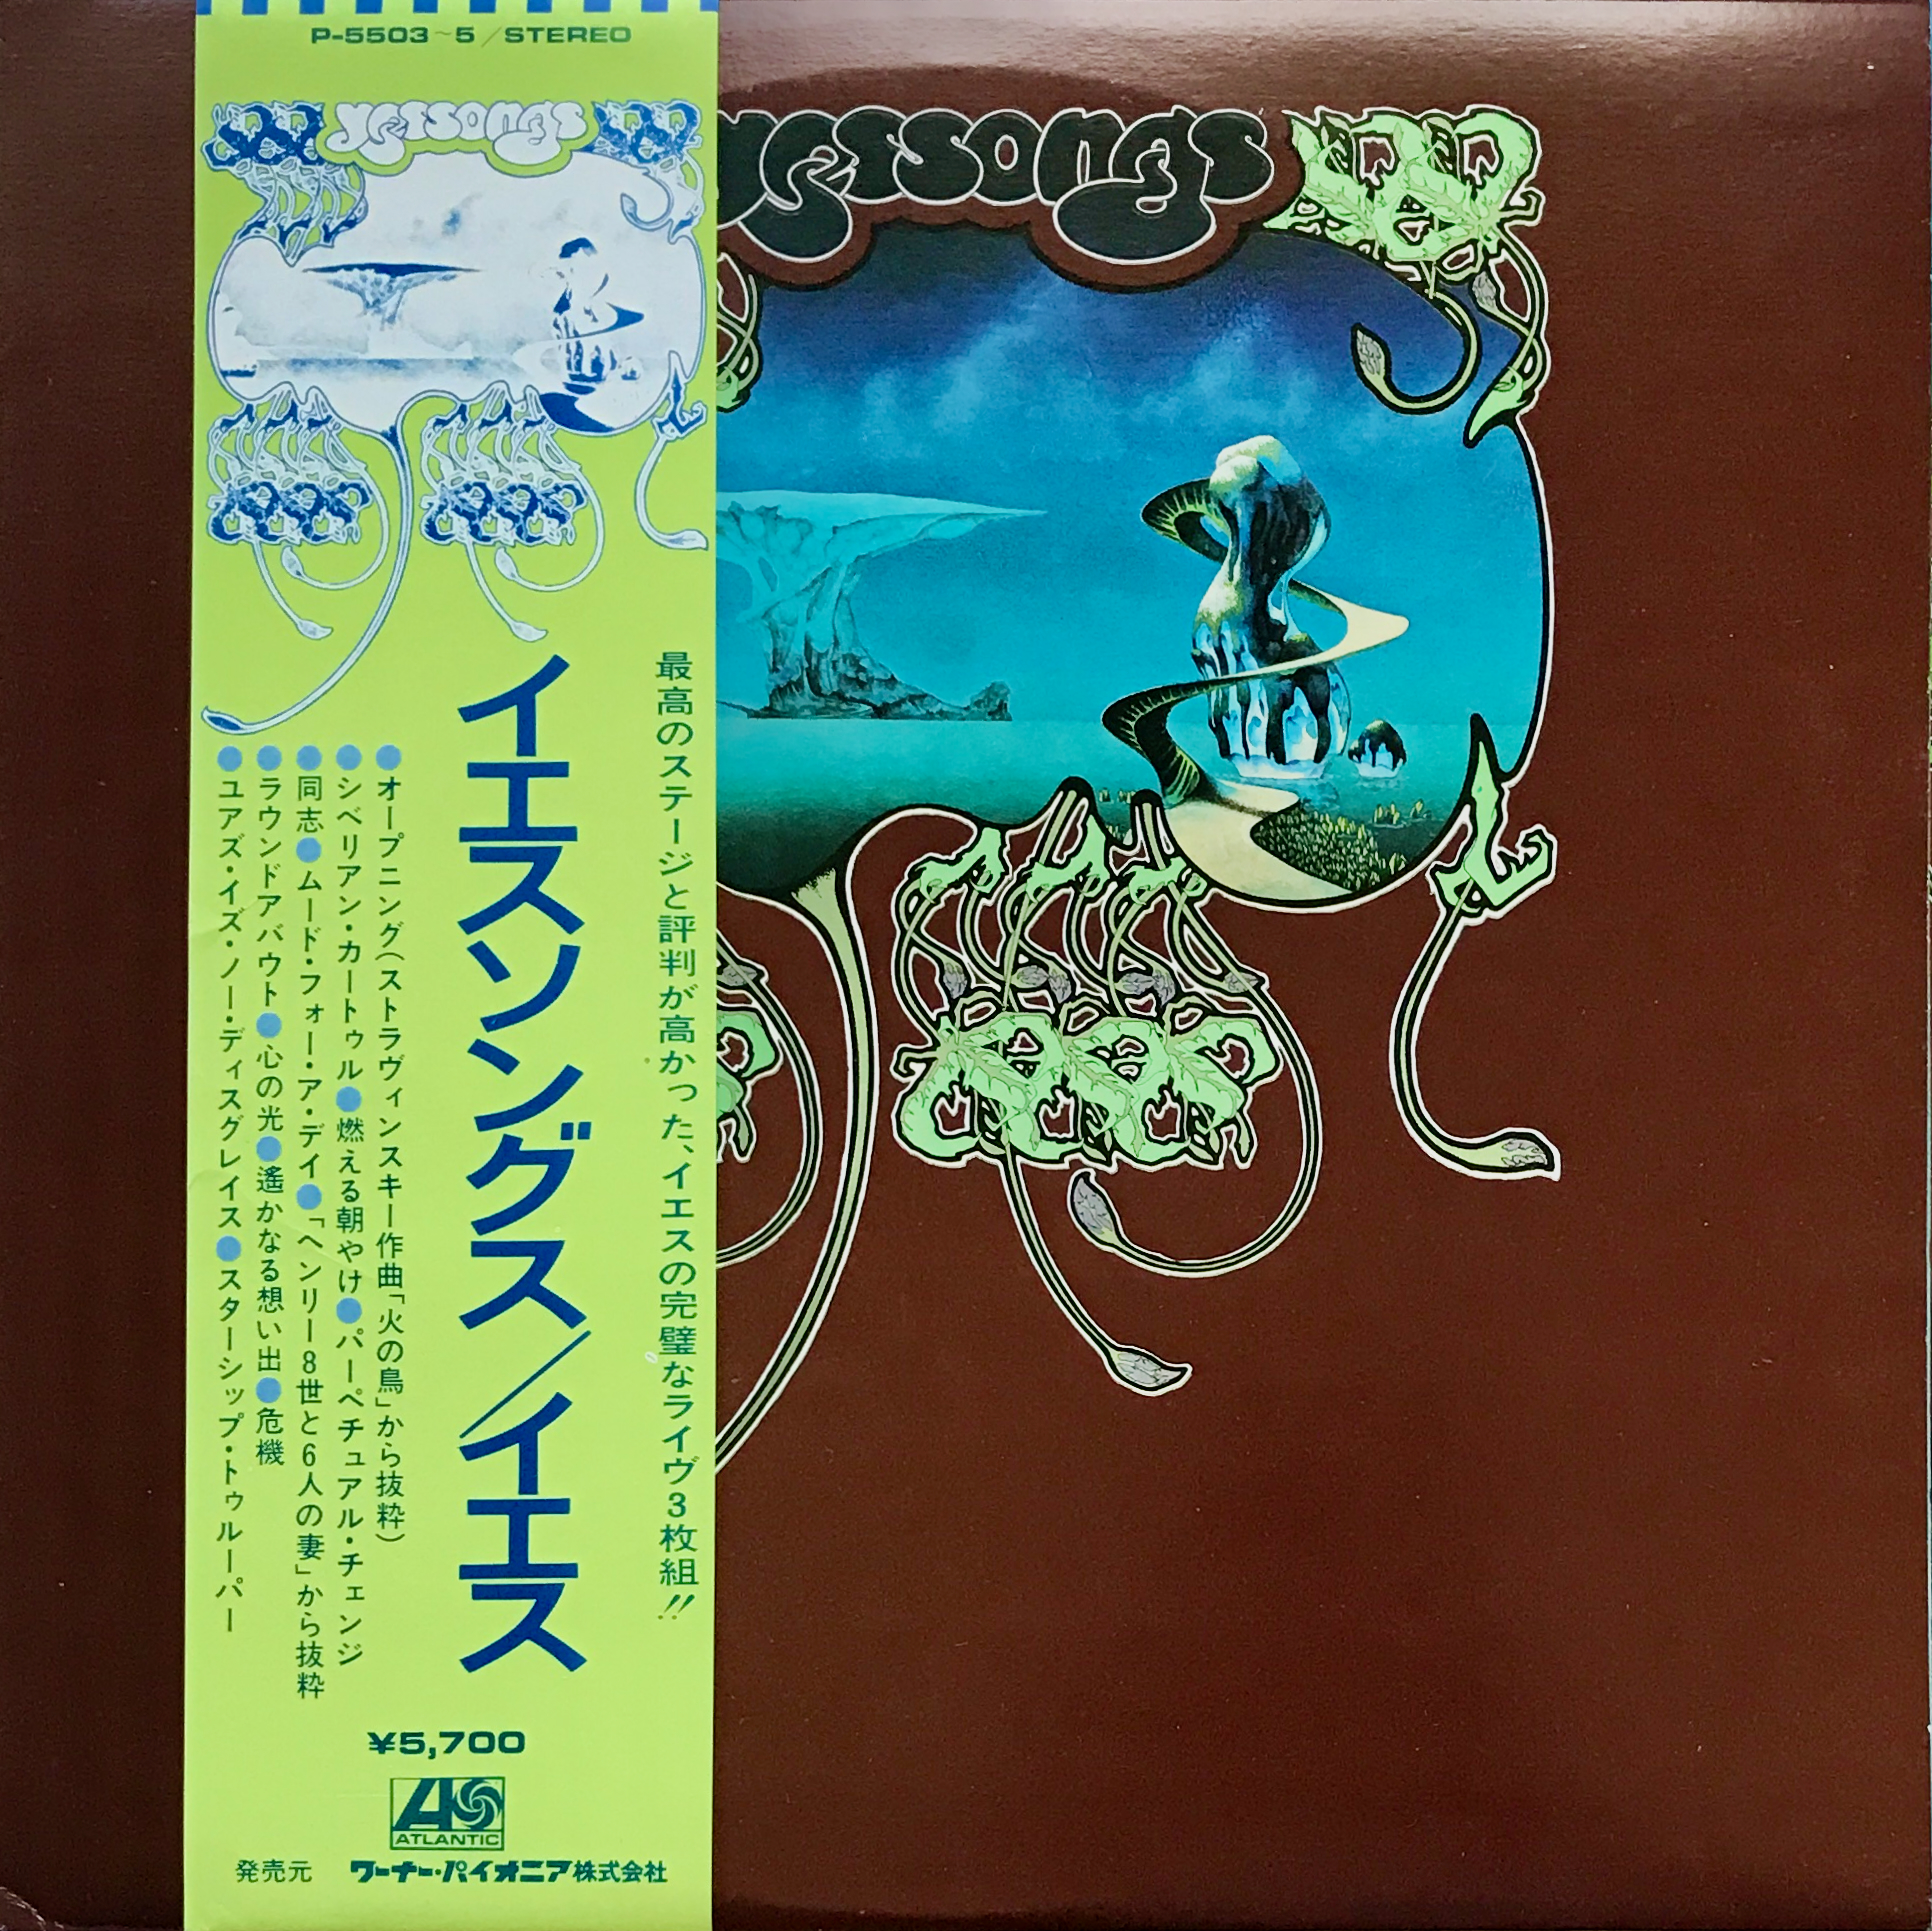 P-5503~5/STEREO
yessongs
yessongs
最高のステージと評判が高かった、イエスの完璧なライヴ3枚組!!
イエスソングス/イエス
●オープニング(ストラヴィンスキー作曲「火の鳥」から抜粋)
●シベリアン・カートゥル●燃える朝やけ●パーペチュアル・チェンジ
●同志●ムード・フォー・ア・デイ●「ヘンリー8世と6人の妻」から抜粋
●ラウンドアバウト●心の光●遙かなる想い出●危機
●ユアズ・イズ・ノー・ディスグレイス●スターシップ・トゥルーパー
¥5,700
ATLANTIC
発売元 ワーナー・パイオニア株式会社